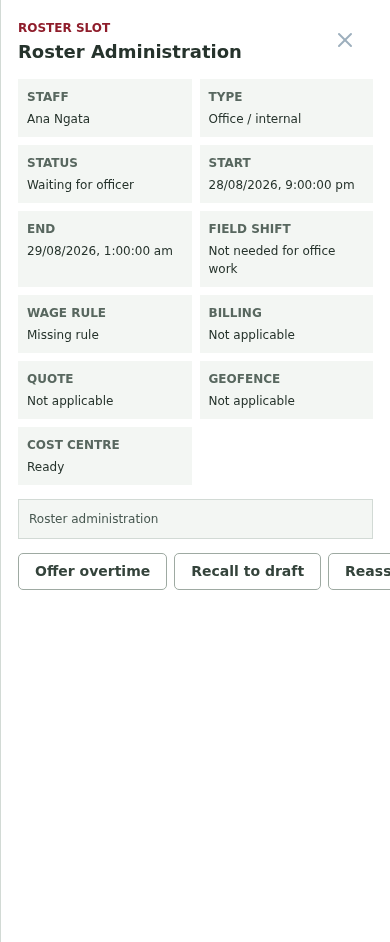 ROSTER SLOT
Roster Administration
STAFF
Ana Ngata
TYPE
Office / internal
STATUS
Waiting for officer
START
28/08/2026, 9:00:00 pm
END
29/08/2026, 1:00:00 am
FIELD SHIFT
Not needed for office
work
WAGE RULE
Missing rule
BILLING
Not applicable
QUOTE
Not applicable
GEOFENCE
Not applicable
COST CENTRE
Ready
Roster administration
Offer overtime
Recall to draft
Reass